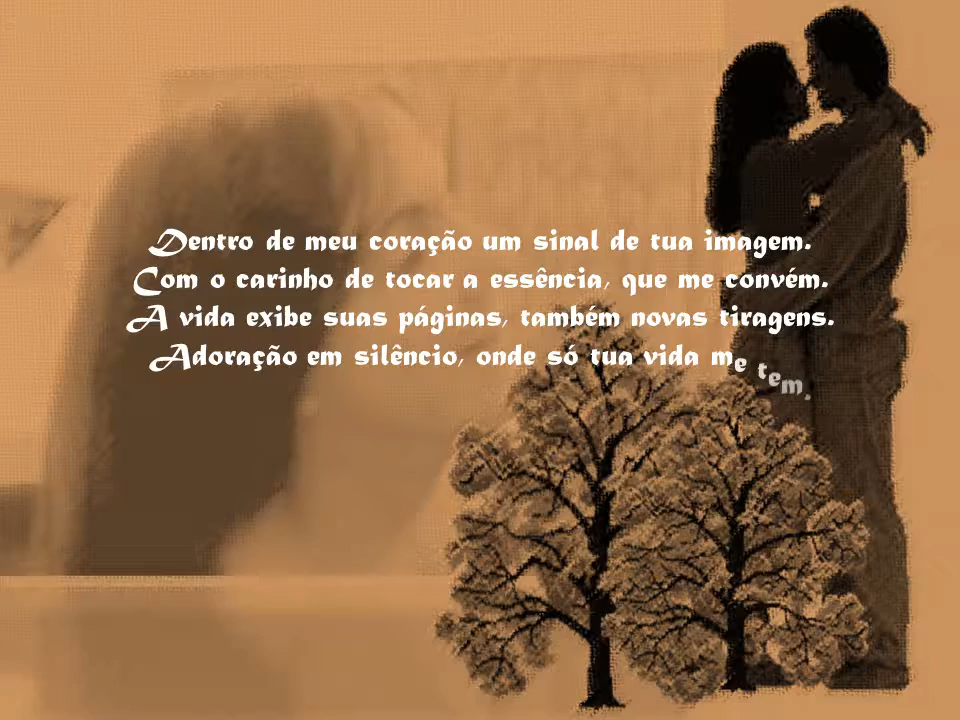 Dentro de meu coração um sinal de tua imagem.
Com o carinho de tocar a essência, que me convém.
A vida exibe suas páginas, também novas tiragens.
Adoração em silêncio, onde só tua vida me tem.